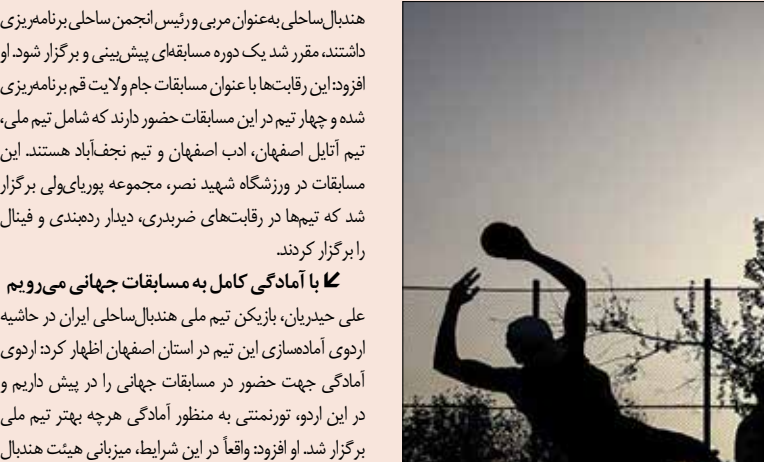 هندبال‌ساحلی به‌عنوان مربی و رئیس انجمن ساحلی برنامه‌ریزی
داشتند، مقرر شد یک دوره مسابقه‌ای پیش‌بینی و برگزار شود. او
افزود: این رقابت‌ها با عنوان مسابقات جام ولایت قم برنامه‌ریزی
شده و چهار تیم در این مسابقات حضور دارند که شامل تیم ملی،
تیم آتایل اصفهان، ادب اصفهان و تیم نجف‌آباد هستند. این
مسابقات در ورزشگاه شهید نصر، مجموعه پوریای‌ولی برگزار
شد که تیم‌ها در رقابت‌های ضربدری، دیدار رده‌بندی و فینال
را برگزار کردند.
با آمادگی کامل به مسابقات جهانی می‌رویم
علی حیدریان، بازیکن تیم ملی هندبال‌ساحلی ایران در حاشیه
اردوی آماده‌سازی این تیم در استان اصفهان اظهار کرد: اردوی
آمادگی جهت حضور در مسابقات جهانی را در پیش داریم و
در این اردو، تورنمنتی به منظور آمادگی هرچه بهتر تیم ملی
برگزار شد. او افزود: واقعاً در این شرایط، میزبانی هیئت هندبال